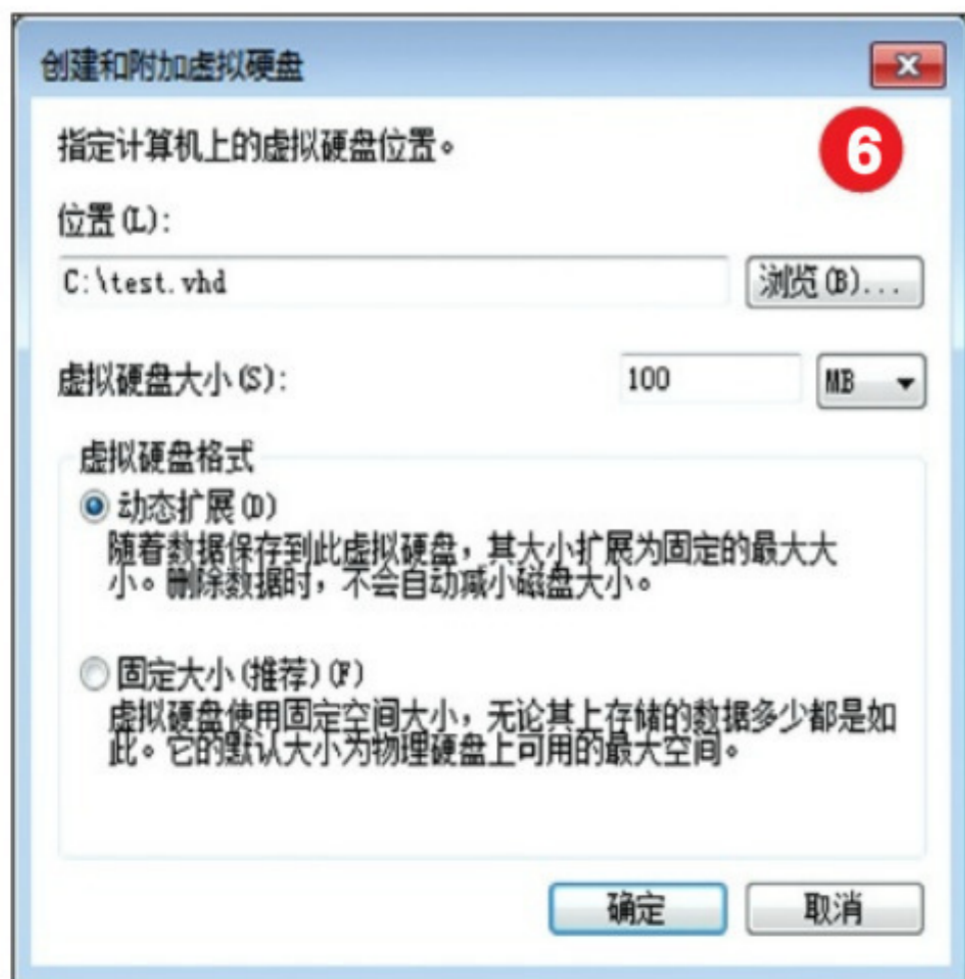 创建和附加虚拟硬盘
6
指定计算机上的虚拟硬盘位置。
位置(L):
C:\test.vhd
浏览(B)...
虚拟硬盘大小(S):
100
MB
虚拟硬盘格式
动态扩展(D)
随着数据保存到此虚拟硬盘，其大小扩展为固定的最大大
小。删除数据时，不会自动减小磁盘大小。
固定大小(推荐)(F)
虚拟硬盘使用固定空间大小，无论其上存储的数据多少都是如
此。它的默认大小为物理硬盘上可用的最大空间。
确定
取消